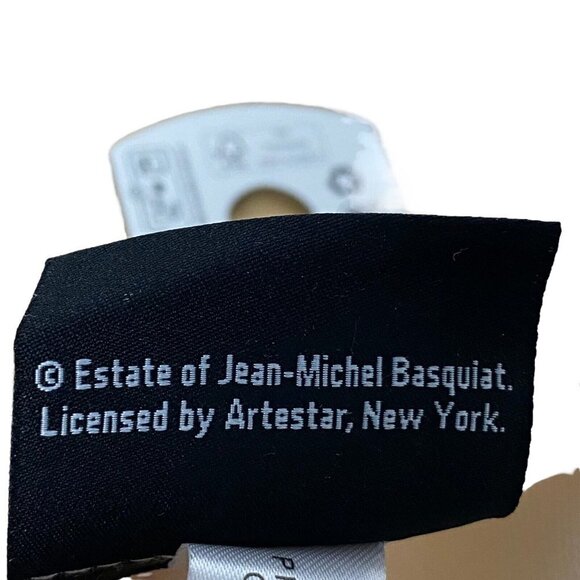 © Estate of Jean-Michel Basquiat.
Licensed by Artestar, New York.